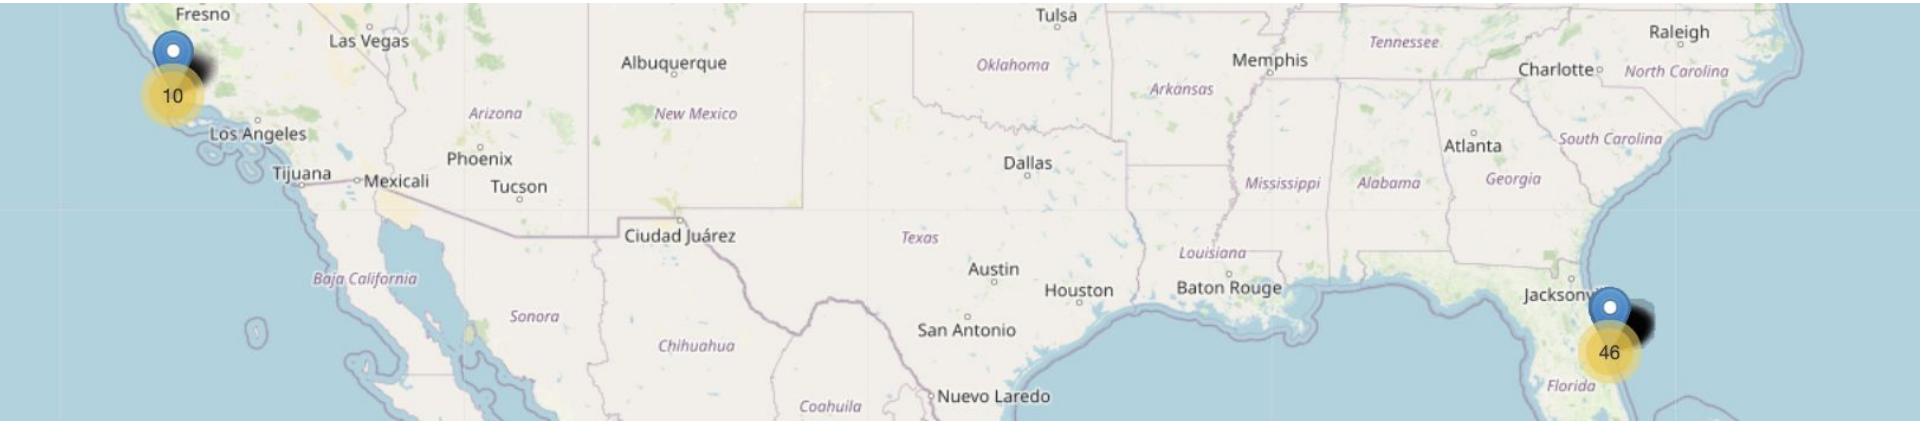 Fresno
Las Vegas
Tulsa
Raleigh
Tennessee
Albuquerque
Oklahoma
Memphis
Charlotte
North Carolina
10
Arkansas
Arizona
New Mexico
Los Angeles
South Carolina
Atlanta
Phoenix
Dallas
Tijuana
Mexicali
Tucson
Mississippi
Alabama
Georgia
Ciudad Juárez
Texas
Louisiana
Baja California
Austin
Houston
Baton Rouge
Jacksonv
Sonora
San Antonio
Chihuahua
46
Florida
Nuevo Laredo
Coahuila